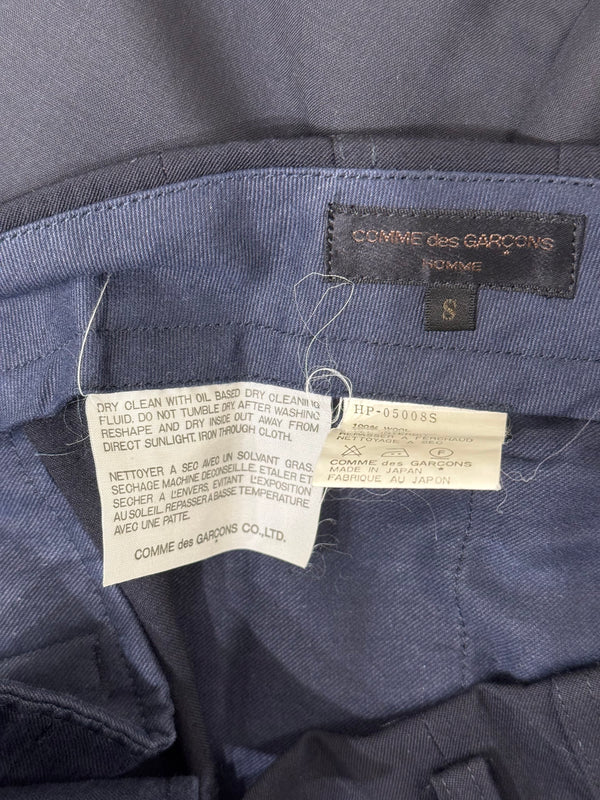 COMME des GARÇONS
HOMME
S
DRY CLEAN WITH OIL BASED DRY CLEANING
FLUID. DO NOT TUMBLE DRY. AFTER WASHING
RESHAPE AND DRY INSIDE OUT AWAY FROM
DIRECT SUNLIGHT. IRON THROUGH CLOTH.
NETTOYER A SEC AVEC UN SOLVANT GRAS.
SECHAGE MACHINE DECONSEILLE. ETALER ET
SECHER A L'ENVERS. EVITANT L'EXPOSITION
AU SOLEIL. REPASSER A BASSE TEMPERATURE
AVEC UNE PATTE.
COMME des GARÇONS CO., LTD.
HP-05008S
100% WOOL
NETTOYAGE A SEC
F
COMME des GARÇONS
MADE IN JAPAN
FABRIQUE AU JAPON